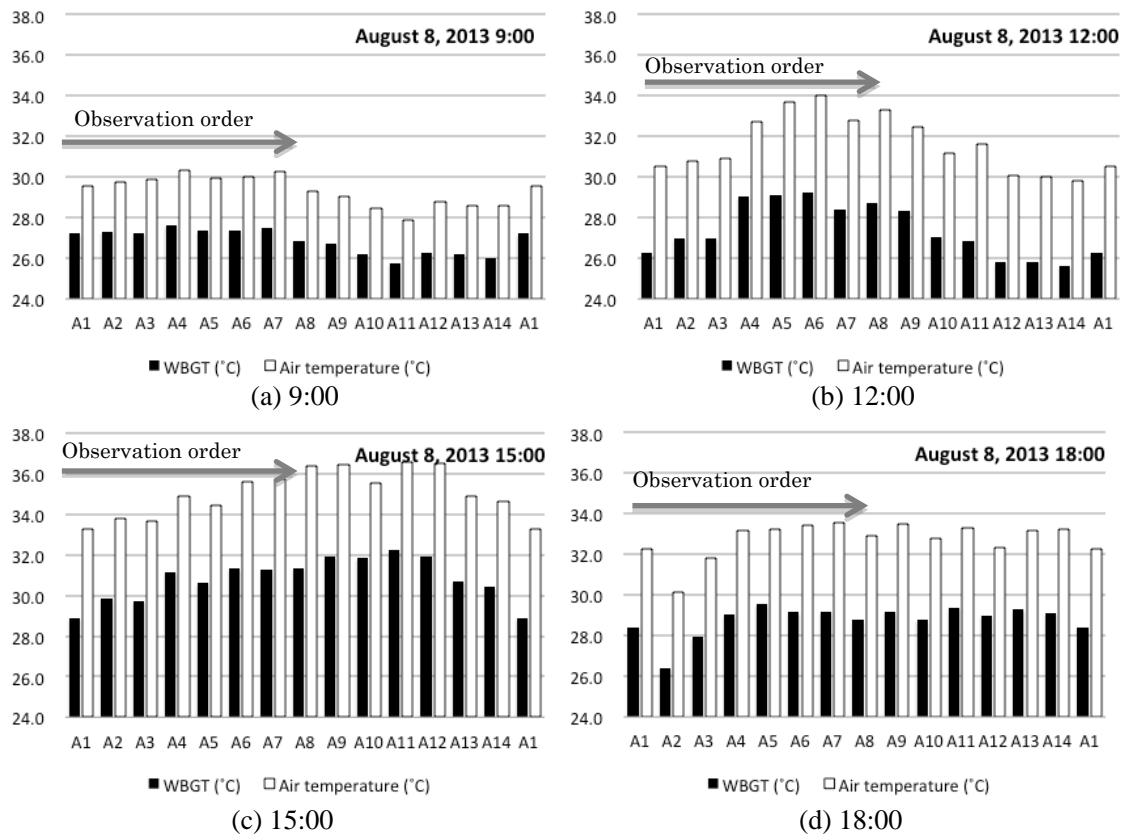 August 8, 2013 9:00
Observation order
38.0
36.0
34.0
32.0
30.0
28.0
26.0
24.0
A1 A2 A3 A4 A5 A6 A7 A8 A9 A10 A11 A12 A13 A14 A1
WBGT (˚C) Air temperature (˚C)
(a) 9:00
August 8, 2013 12:00
Observation order
38.0
36.0
34.0
32.0
30.0
28.0
26.0
24.0
A1 A2 A3 A4 A5 A6 A7 A8 A9 A10 A11 A12 A13 A14 A1
WBGT (˚C) Air temperature (˚C)
(b) 12:00
August 8, 2013 15:00
Observation order
38.0
36.0
34.0
32.0
30.0
28.0
26.0
24.0
A1 A2 A3 A4 A5 A6 A7 A8 A9 A10 A11 A12 A13 A14 A1
WBGT (˚C) Air temperature (˚C)
(c) 15:00
August 8, 2013 18:00
Observation order
38.0
36.0
34.0
32.0
30.0
28.0
26.0
24.0
A1 A2 A3 A4 A5 A6 A7 A8 A9 A10 A11 A12 A13 A14 A1
WBGT (˚C) Air temperature (˚C)
(d) 18:00